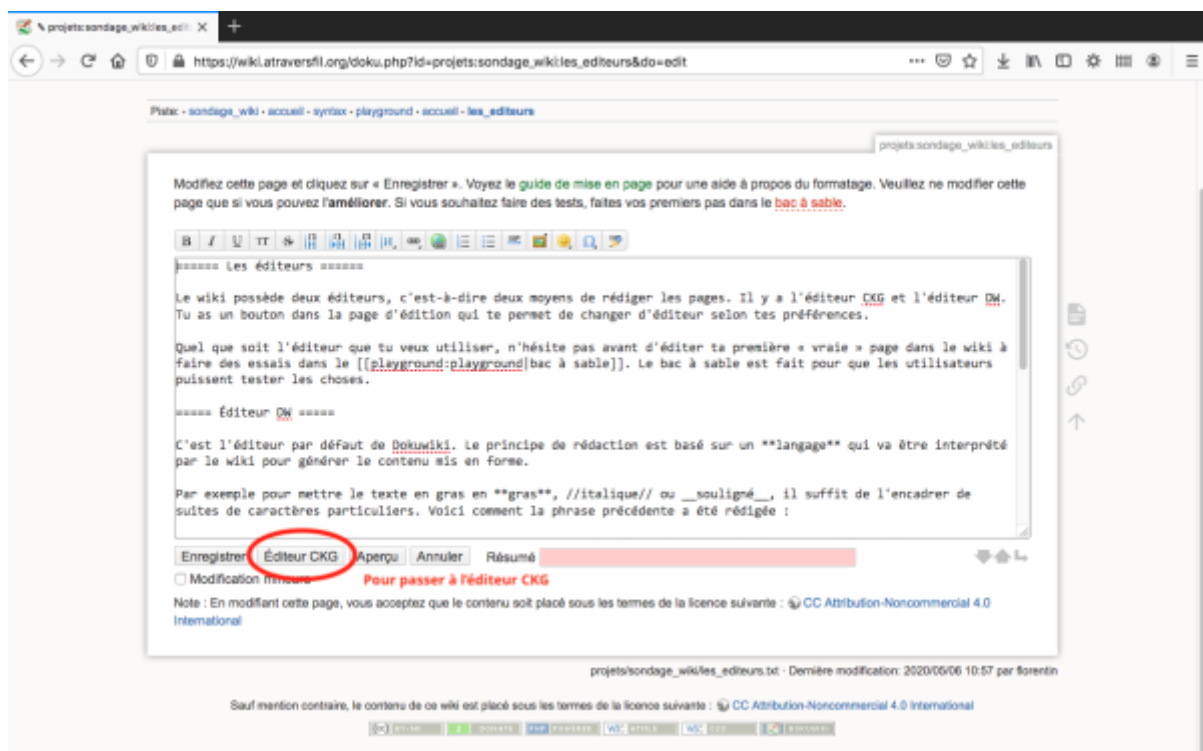 projets:sondage_wiki:les_edit
https://wiki.atraversfil.org/doku.php?id=projets:sondage_wiki:les_editeurs&do=edit
Piste: • sondage_wiki • accueil • syntax • playground • accueil • les_editeurs
projets:sondage_wiki:les_editeurs
Modifiez cette page et cliquez sur « Enregistrer ». Voyez le guide de mise en page pour une aide à propos du formatage. Veuillez ne modifier cette
page que si vous pouvez l'améliorer. Si vous souhaitez faire des tests, faites vos premiers pas dans le bac à sable.
B I U TT S
====== Les éditeurs ======
Le wiki possède deux éditeurs, c'est-à-dire deux moyens de rédiger les pages. Il y a l'éditeur CKG et l'éditeur DW.
Tu as un bouton dans la page d'édition qui te permet de changer d'éditeur selon tes préférences.
Quel que soit l'éditeur que tu veux utiliser, n'hésite pas avant d'éditer ta première « vraie » page dans le wiki à
faire des essais dans le [[playground:playground|bac à sable]]. Le bac à sable est fait pour que les utilisateurs
puissent tester les choses.
===== Éditeur DW =====
C'est l'éditeur par défaut de Dokuwiki. Le principe de rédaction est basé sur un **langage** qui va être interprété
par le wiki pour générer le contenu mis en forme.
Par exemple pour mettre le texte en gras en **gras**, //italique// ou __souligné__, il suffit de l'encadrer de
suites de caractères particuliers. Voici comment la phrase précédente a été rédigée :
Enregistrer Éditeur CKG Aperçu Annuler Résumé
Modification mineure Pour passer à l'éditeur CKG
Note : En modifiant cette page, vous acceptez que le contenu soit placé sous les termes de la licence suivante : CC Attribution-Noncommercial 4.0
International
projets/sondage_wiki/les_editeurs.txt · Dernière modification: 2020/05/06 10:57 par florentin
Sauf mention contraire, le contenu de ce wiki est placé sous les termes de la licence suivante : CC Attribution-Noncommercial 4.0 International